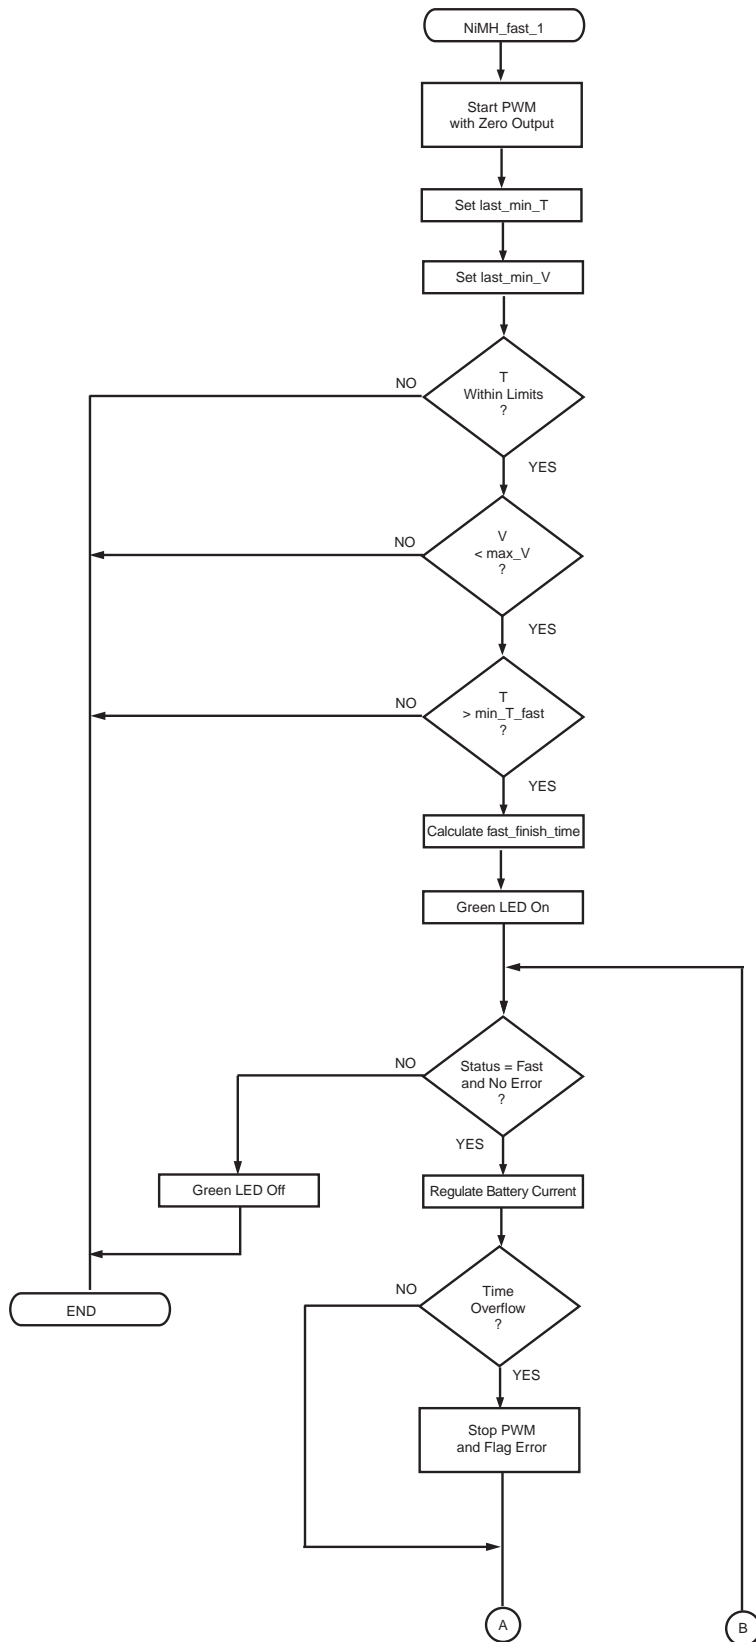 NiMH_fast_1
Start PWM
with Zero Output
Set last_min_T
Set last_min_V
T
Within Limits
?
NO
YES
V
< max_V
?
NO
YES
T
> min_T_fast
?
NO
YES
Calculate fast_finish_time
Green LED On
Status = Fast
and No Error
?
NO
YES
Green LED Off
Regulate Battery Current
END
Time
Overflow
?
NO
YES
Stop PWM
and Flag Error
A
B